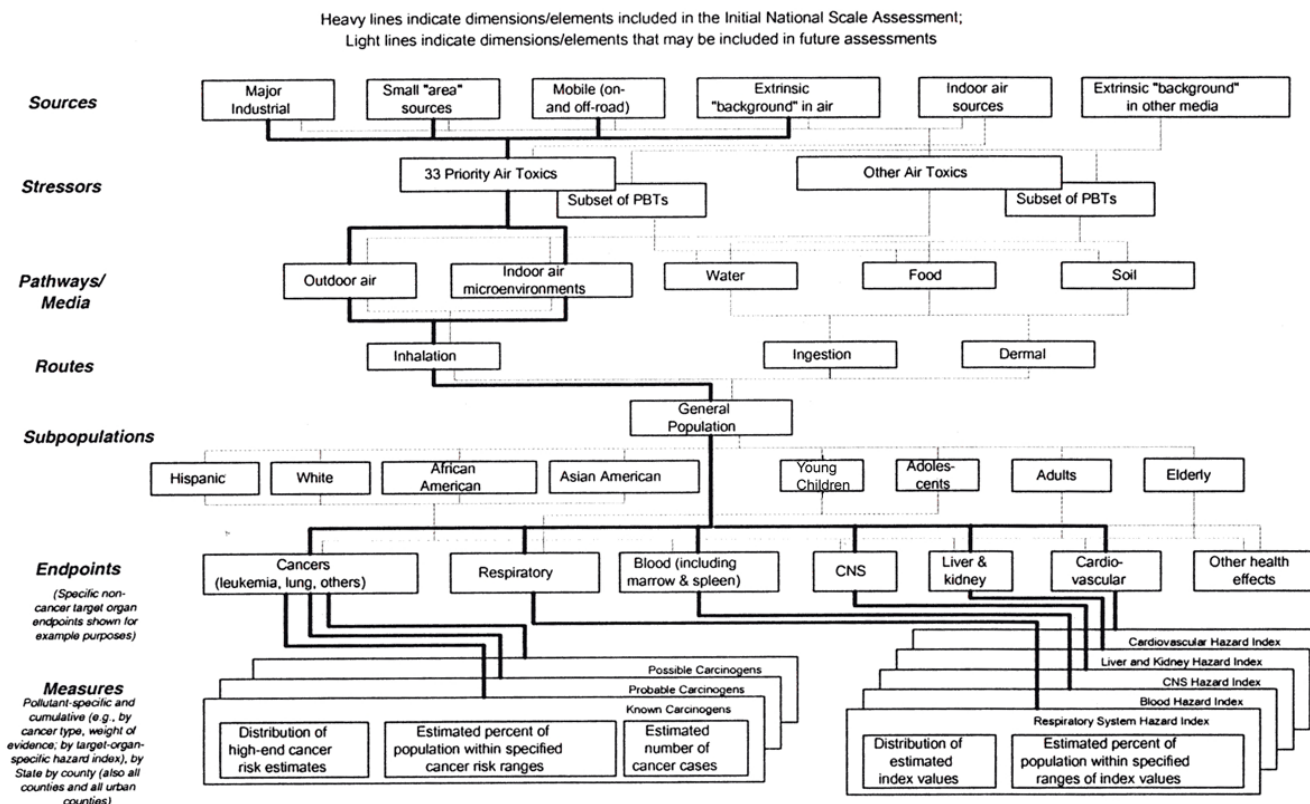 Heavy lines indicate dimensions/elements included in the Initial National Scale Assessment;
Light lines indicate dimensions/elements that may be included in future assessments
Sources
Major
Industrial
Small "area"
sources
Mobile (on-
and off-road)
Extrinsic
"background" in air
Indoor air
sources
Extrinsic "background"
in other media
Stressors
33 Priority Air Toxics
Subset of PBTs
Other Air Toxics
Subset of PBTs
Pathways/
Media
Outdoor air
Indoor air
microenvironments
Water
Food
Soil
Routes
Inhalation
Ingestion
Dermal
Subpopulations
General
Population
Hispanic
White
African
American
Asian American
Young
Children
Adoles-
cents
Adults
Elderly
Endpoints
(Specific non-
cancer target organ
endpoints shown for
example purposes)
Cancers
(leukemia, lung, others)
Respiratory
Blood (including
marrow & spleen)
CNS
Liver &
kidney
Cardio-
vascular
Other health
effects
Measures
Pollutant-specific and
cumulative (e.g., by
cancer type, weight of
evidence; by target-organ-
specific hazard index), by
State by county (also all
counties and all urban
counties)
Possible Carcinogens
Probable Carcinogens
Known Carcinogens
Distribution of
high-end cancer
risk estimates
Estimated percent of
population within specified
cancer risk ranges
Estimated
number of
cancer cases
Cardiovascular Hazard Index
Liver and Kidney Hazard Index
CNS Hazard Index
Blood Hazard Index
Respiratory System Hazard Index
Distribution of
estimated
index values
Estimated percent of
population within specified
ranges of index values